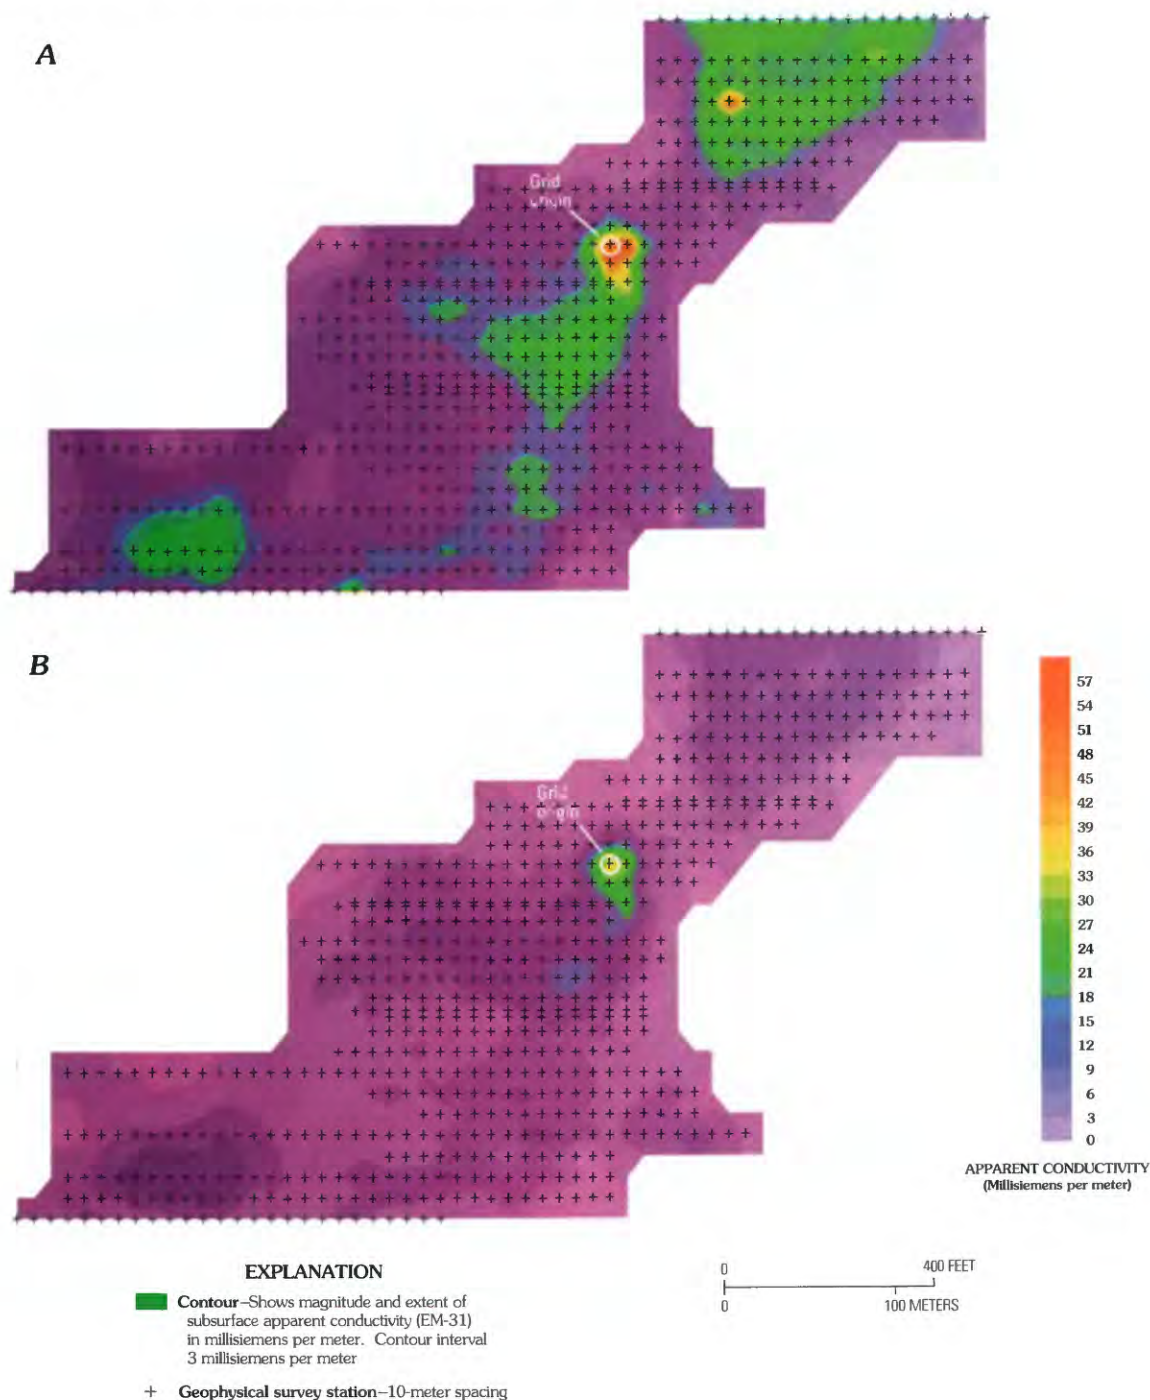 A
Grid
origin
B
Grid
origin
57
54
51
48
45
42
39
36
33
30
27
24
21
18
15
12
9
6
3
0
APPARENT CONDUCTIVITY
(Millisiemens per meter)
EXPLANATION
Contour–Shows magnitude and extent of
subsurface apparent conductivity (EM-31)
in millisiemens per meter. Contour interval
3 millisiemens per meter
+ Geophysical survey station–10-meter spacing
0 400 FEET
0 100 METERS